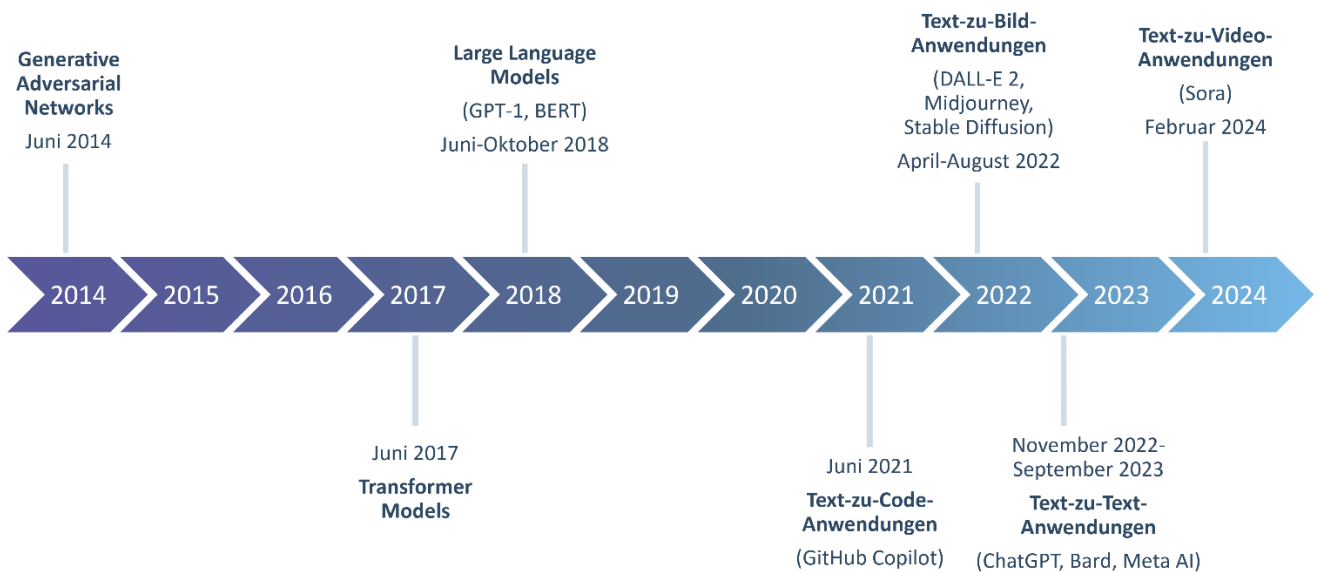 Generative
Adversarial
Networks
Juni 2014
Large Language
Models
(GPT-1, BERT)
Juni-Oktober 2018
Text-zu-Bild-
Anwendungen
(DALL-E 2,
Midjourney,
Stable Diffusion)
April-August 2022
Text-zu-Video-
Anwendungen
(Sora)
Februar 2024
2014
2015
2016
2017
2018
2019
2020
2021
2022
2023
2024
Juni 2017
Transformer
Models
Juni 2021
Text-zu-Code-
Anwendungen
(GitHub Copilot)
November 2022-
September 2023
Text-zu-Text-
Anwendungen
(ChatGPT, Bard, Meta AI)